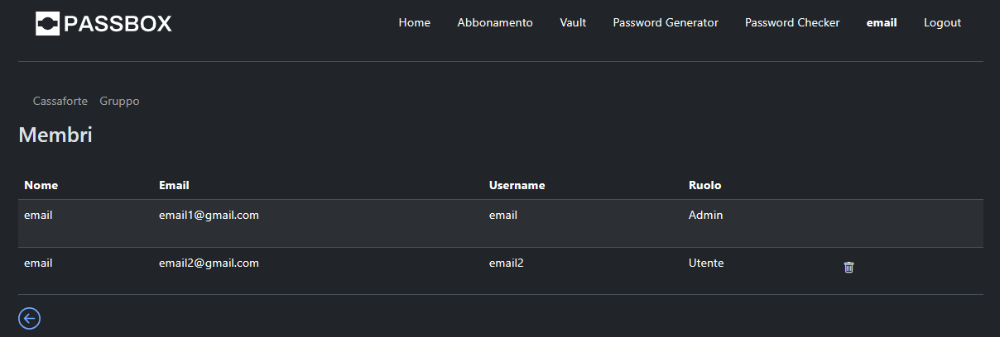 PASSBOX Home Abbonamento Vault Password Generator Password Checker email Logout
Cassaforte Gruppo
Membri
Nome Email Username Ruolo
email email1@gmail.com email Admin
email email2@gmail.com email2 Utente